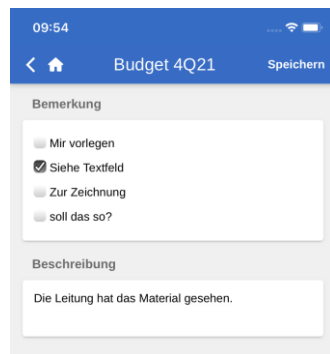 09:54
Budget 4Q21 Speichern
Bemerkung
Mir vorlegen
Siehe Textfeld
Zur Zeichnung
soll das so?
Beschreibung
Die Leitung hat das Material gesehen.